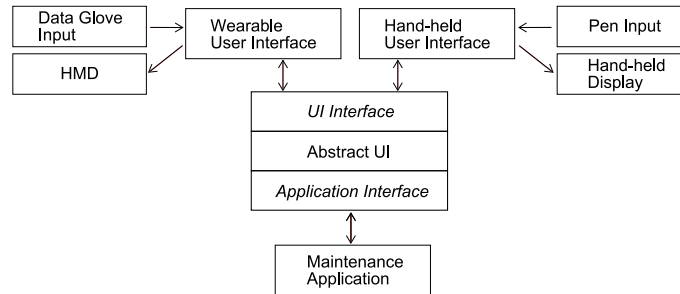 Data Glove
Input
Wearable
User Interface
Hand-held
User Interface
Pen Input
HMD
Hand-held
Display
UI Interface
Abstract UI
Application Interface
Maintenance
Application